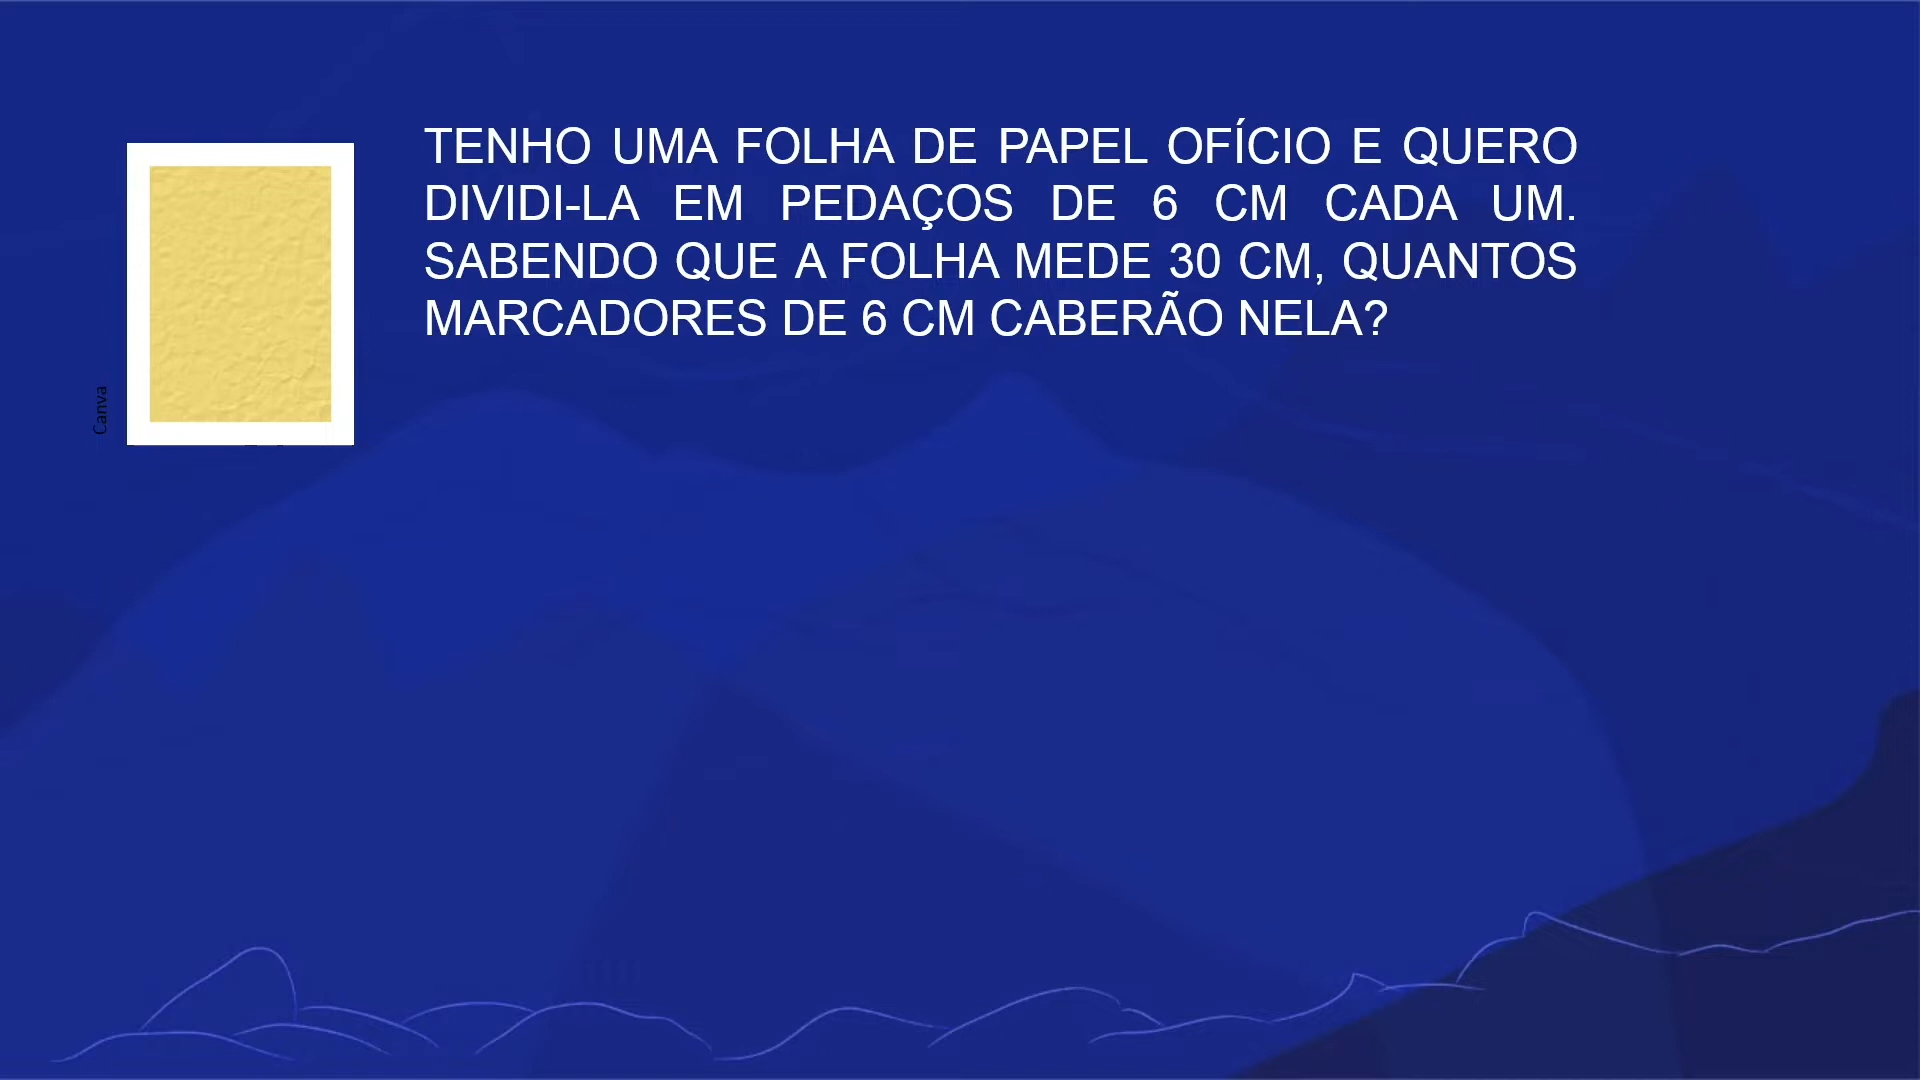 TENHO UMA FOLHA DE PAPEL OFÍCIO E QUERO
DIVIDI-LA EM PEDAÇOS DE 6 CM CADA UM.
SABENDO QUE A FOLHA MEDE 30 CM, QUANTOS
MARCADORES DE 6 CM CABERÃO NELA?
Canva